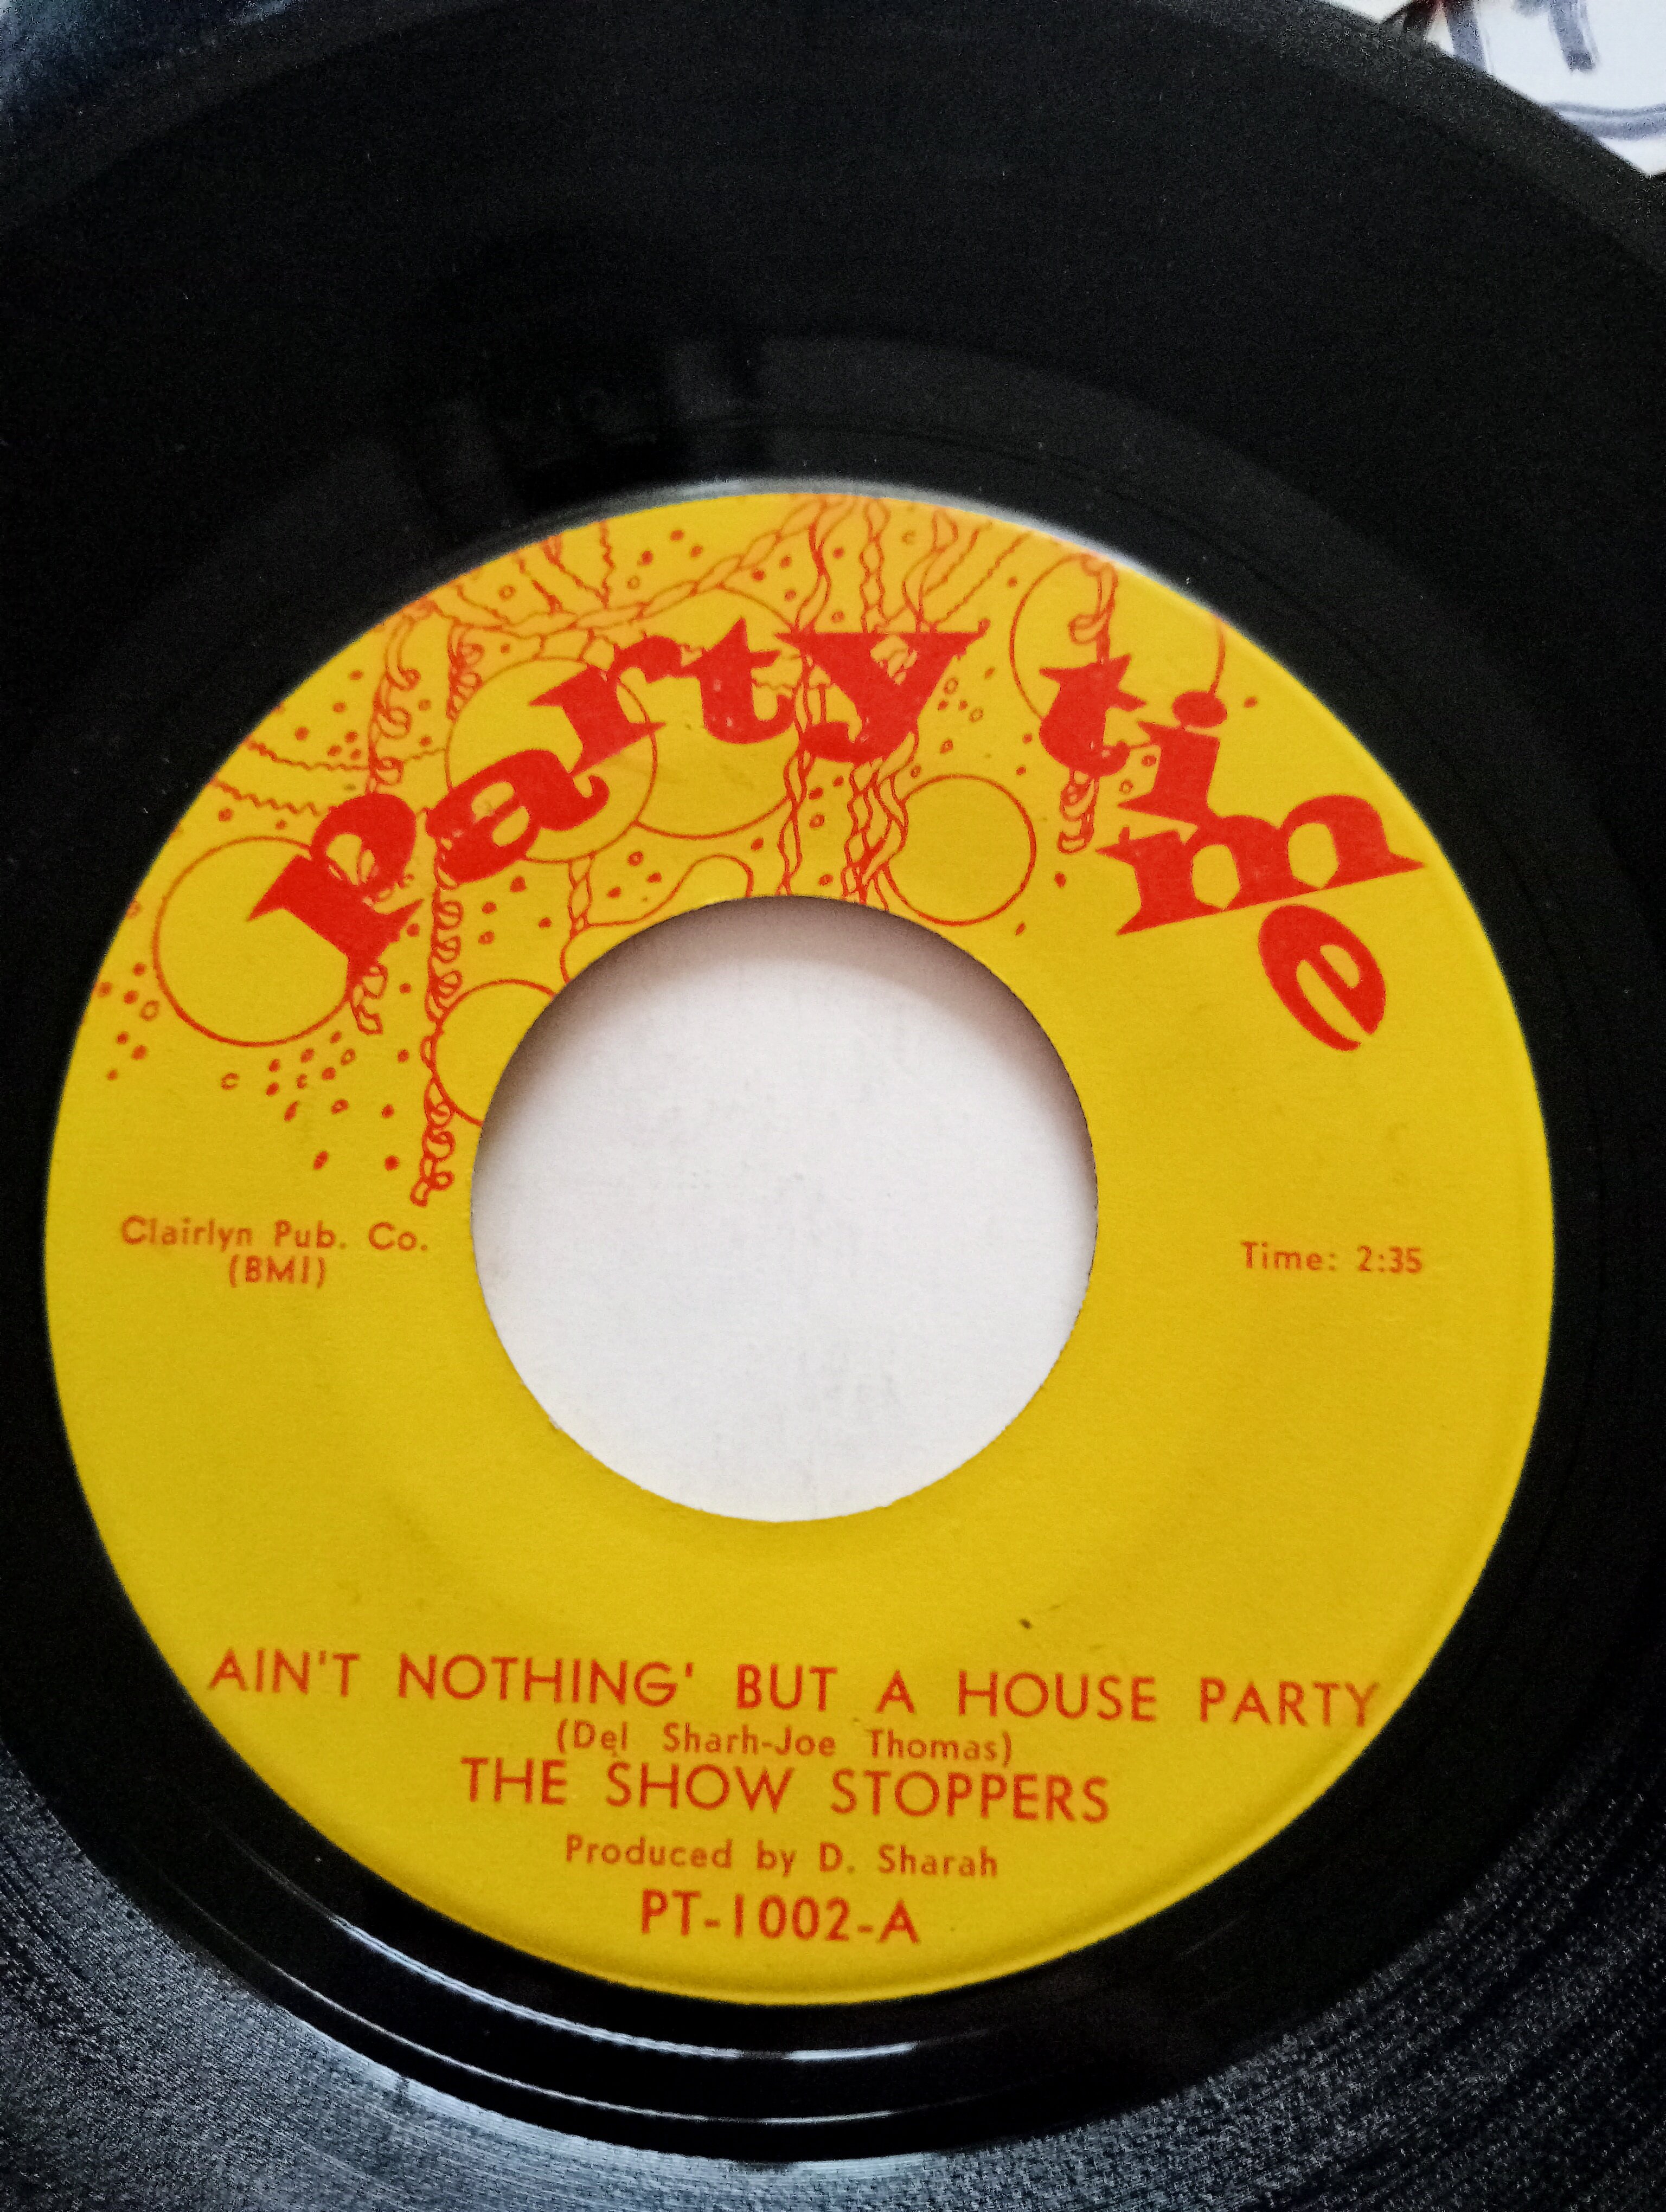 Party time
Clairlyn Pub. Co.
(BMI)
Time: 2:35
AIN'T NOTHING' BUT A HOUSE PARTY
(Del Sharh-Joe Thomas)
THE SHOW STOPPERS
Produced by D. Sharah
PT-1002-A